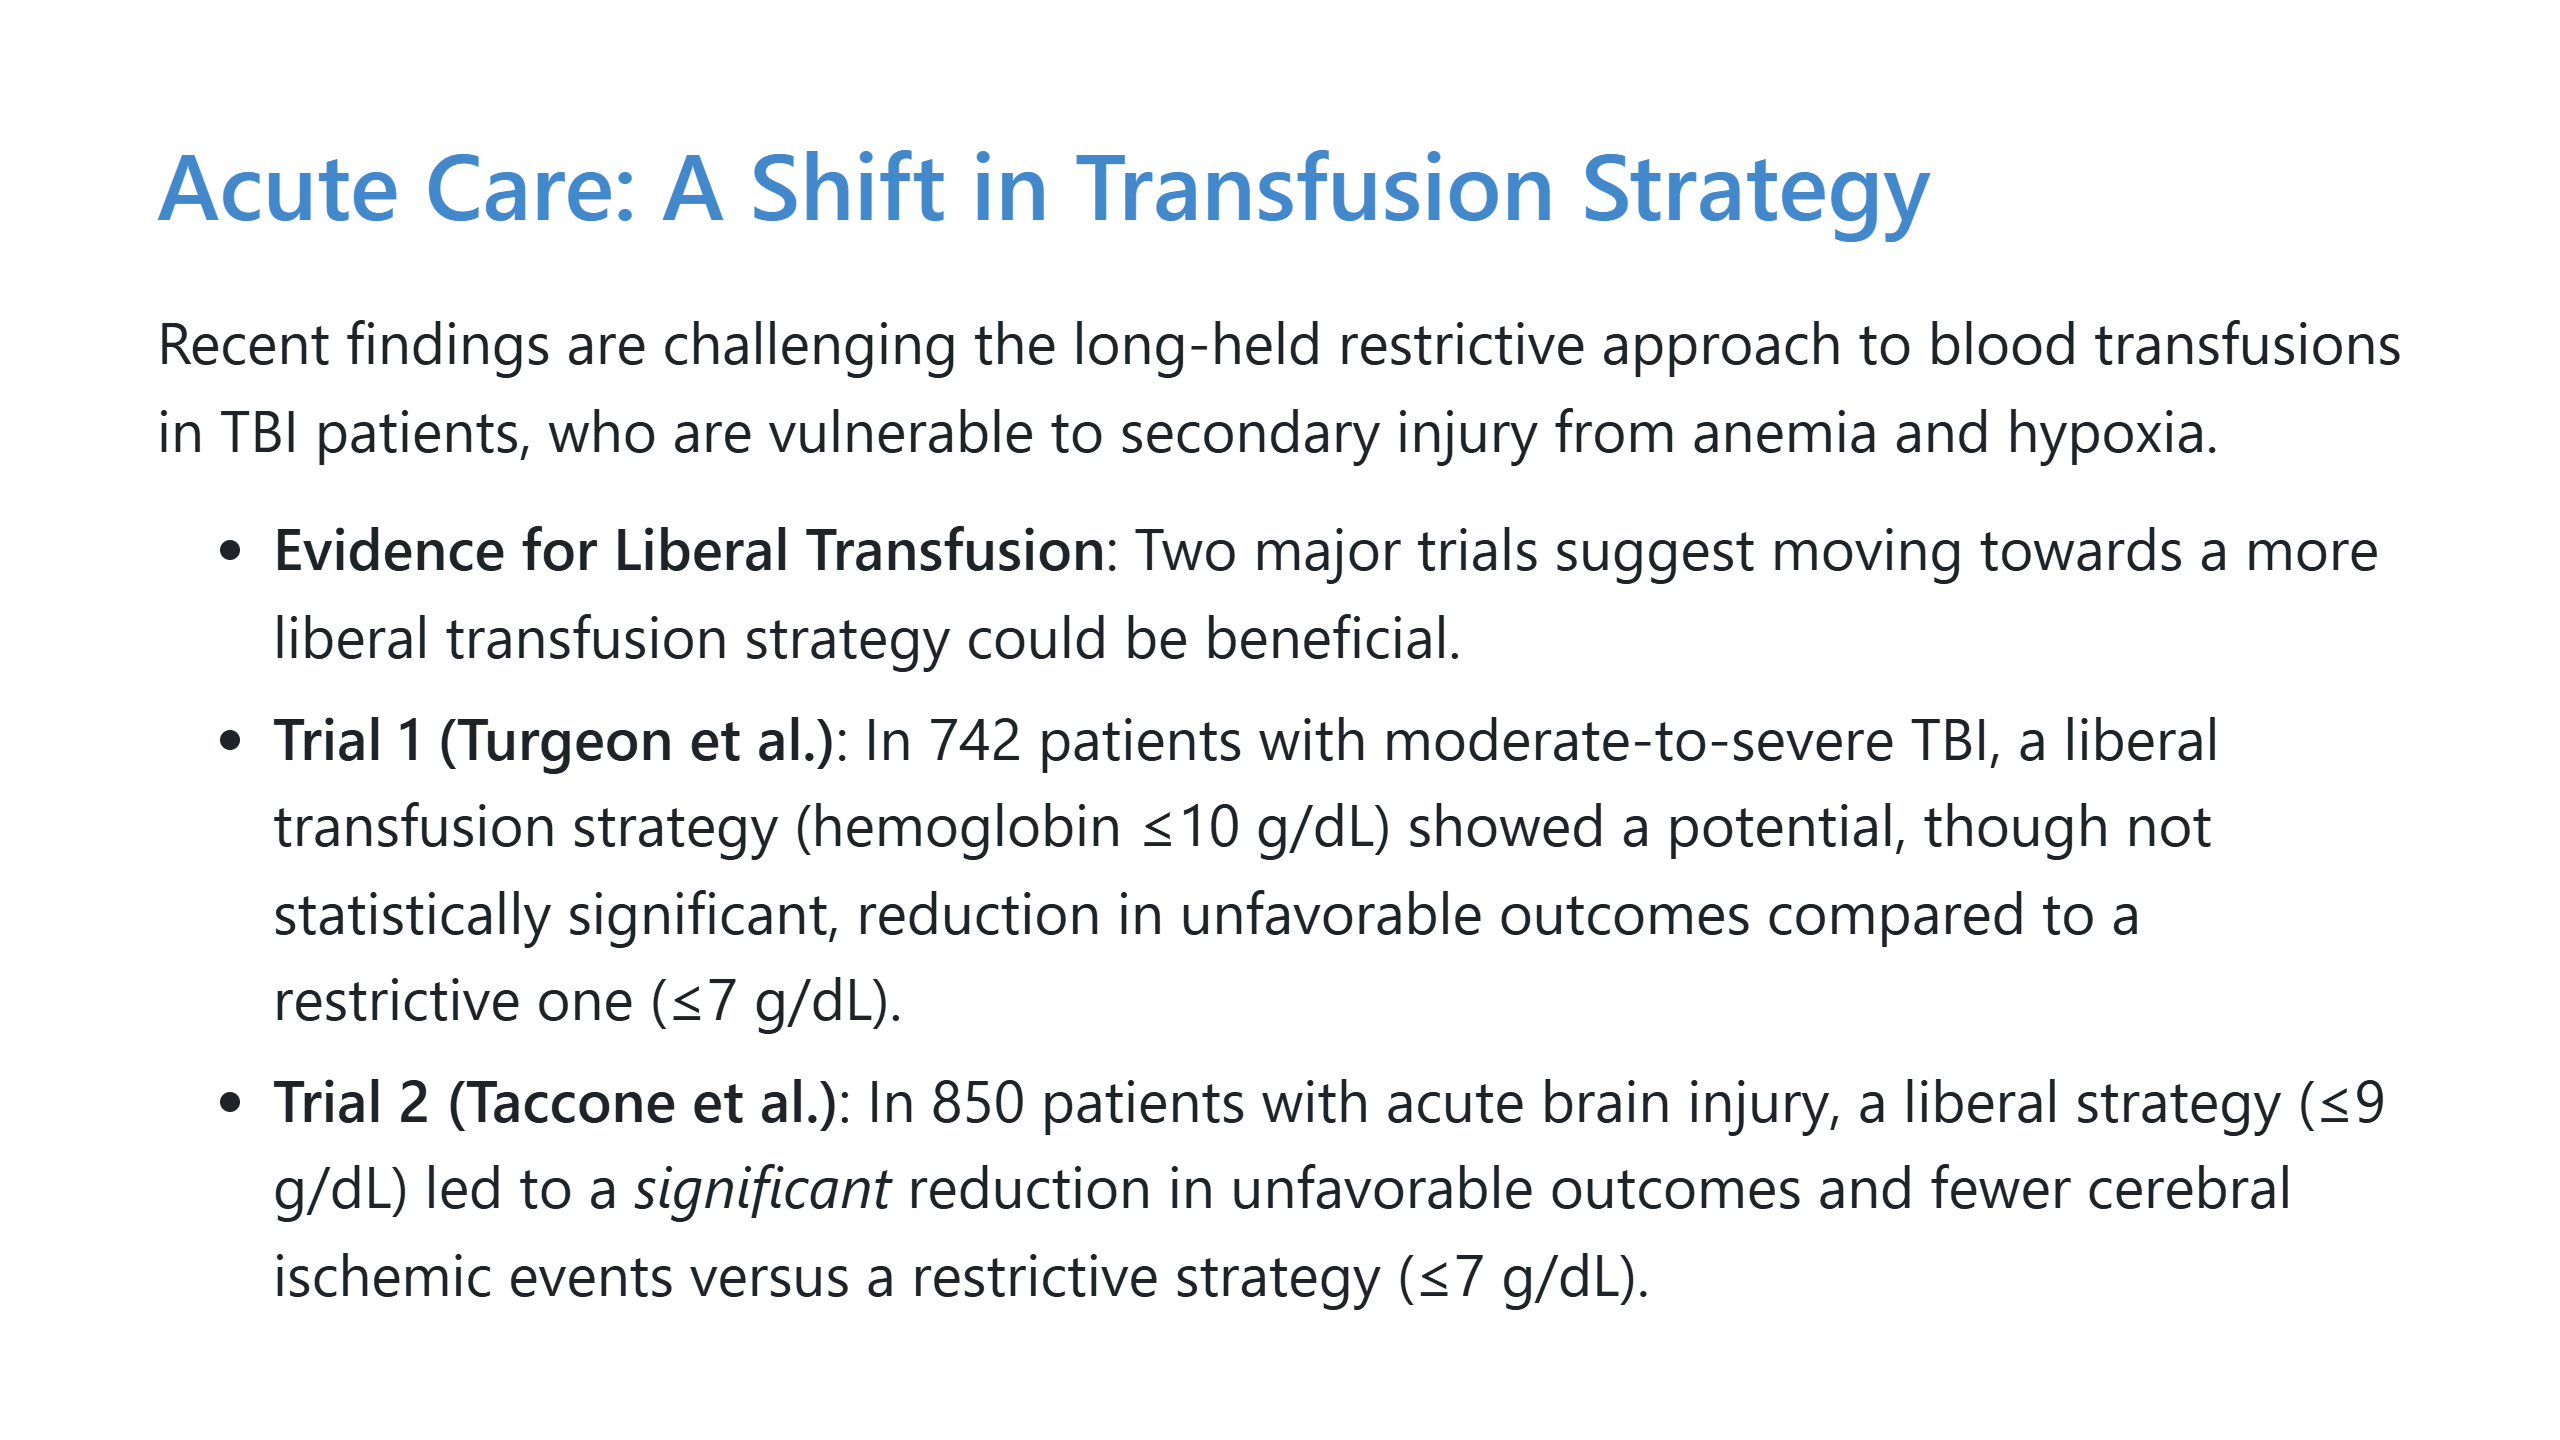 Acute Care: A Shift in Transfusion Strategy
Recent findings are challenging the long-held restrictive approach to blood transfusions
in TBI patients, who are vulnerable to secondary injury from anemia and hypoxia.
• Evidence for Liberal Transfusion: Two major trials suggest moving towards a more
liberal transfusion strategy could be beneficial.
• Trial 1 (Turgeon et al.): In 742 patients with moderate-to-severe TBI, a liberal
transfusion strategy (hemoglobin ≤10 g/dL) showed a potential, though not
statistically significant, reduction in unfavorable outcomes compared to a
restrictive one (≤7 g/dL).
• Trial 2 (Taccone et al.): In 850 patients with acute brain injury, a liberal strategy (≤9
g/dL) led to a significant reduction in unfavorable outcomes and fewer cerebral
ischemic events versus a restrictive strategy (≤7 g/dL).